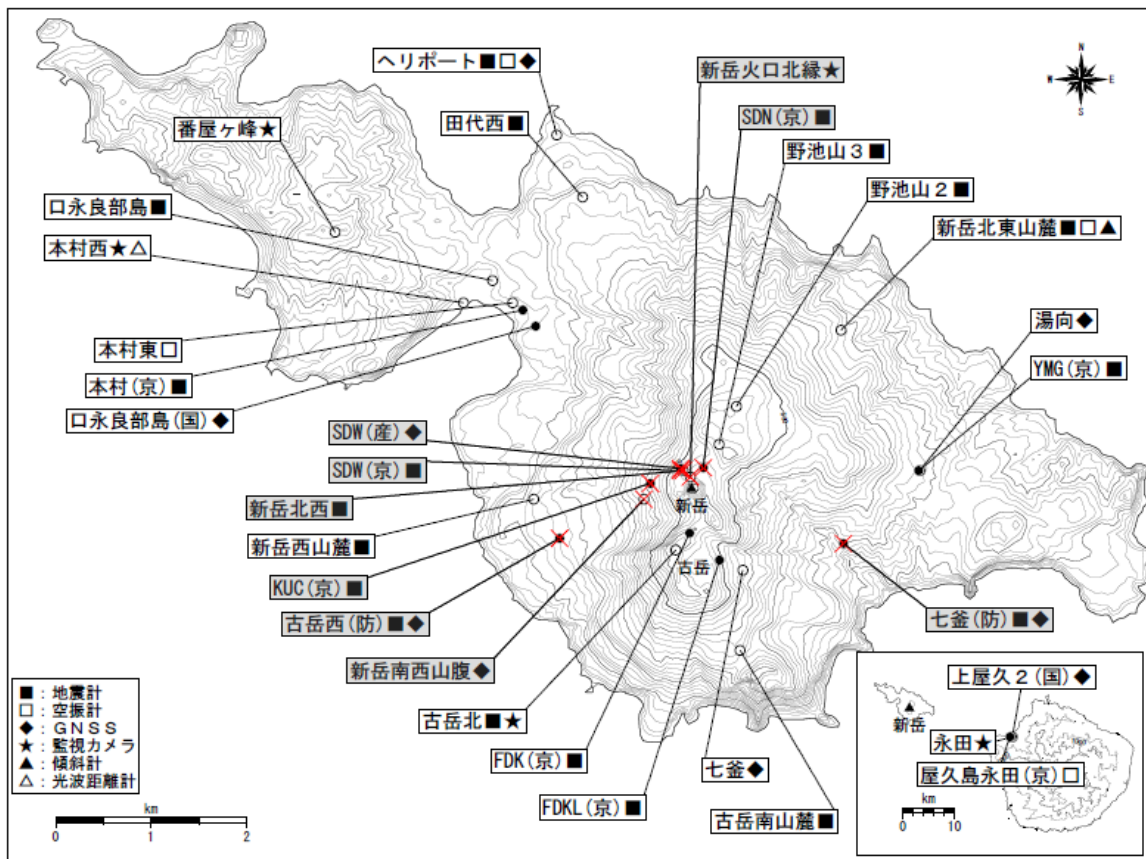 N
W E
S
ヘリポート■□◆
新岳火口北縁★
SDN(京)■
田代西■
番屋ヶ峰★
野池山3■
野池山2■
口永良部島■
新岳北東山麓■□▲
本村西★△
湯向◆
本村東□
YMG(京)■
本村(京)■
口永良部島(国)◆
SDW(産)◆
SDW(京)■
新岳北西■
新岳
新岳西山麓■
古岳
KUC(京)■
古岳西(防)■◆
七釜(防)■◆
新岳南西山腹◆
古岳北■★
FDK(京)■
七釜◆
FDKL(京)■
古岳南山麓■
■:地震計
□:空振計
◆:GNSS
★:監視カメラ
▲:傾斜計
△:光波距離計
km
0 1 2
上屋久2(国)◆
新岳
永田★
屋久島永田(京)□
km
0 10